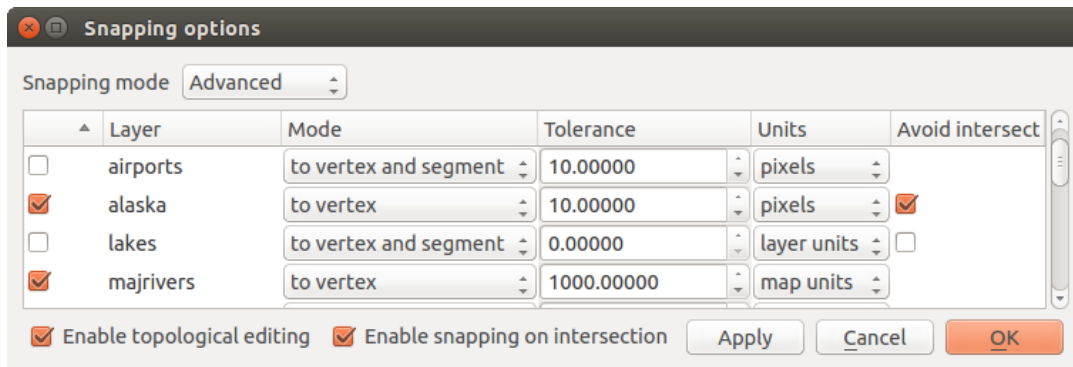 Snapping options
Snapping mode Advanced
Layer Mode Tolerance Units Avoid intersect
airports to vertex and segment 10.00000 pixels
alaska to vertex 10.00000 pixels
lakes to vertex and segment 0.00000 layer units
majrivers to vertex 1000.00000 map units
Enable topological editing Enable snapping on intersection Apply Cancel OK